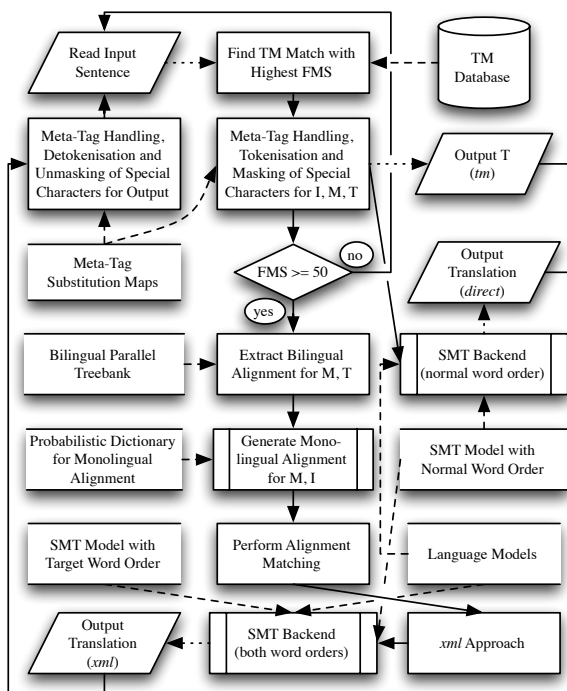 Read Input
Sentence
Find TM Match with
Highest FMS
TM
Database
Meta-Tag Handling,
Detokenisation and
Unmasking of Special
Characters for Output
Meta-Tag Handling,
Tokenisation and
Masking of Special
Characters for I, M, T
Output T
(tm)
Meta-Tag
Substitution Maps
FMS >= 50
no
yes
Output
Translation
(direct)
Bilingual Parallel
Treebank
Extract Bilingual
Alignment for M, T
SMT Backend
(normal word order)
Probabilistic Dictionary
for Monolingual
Alignment
Generate Mono-
lingual Alignment
for M, I
SMT Model with
Normal Word Order
SMT Model with
Target Word Order
Perform Alignment
Matching
Language Models
Output
Translation
(xml)
SMT Backend
(both word orders)
xml Approach